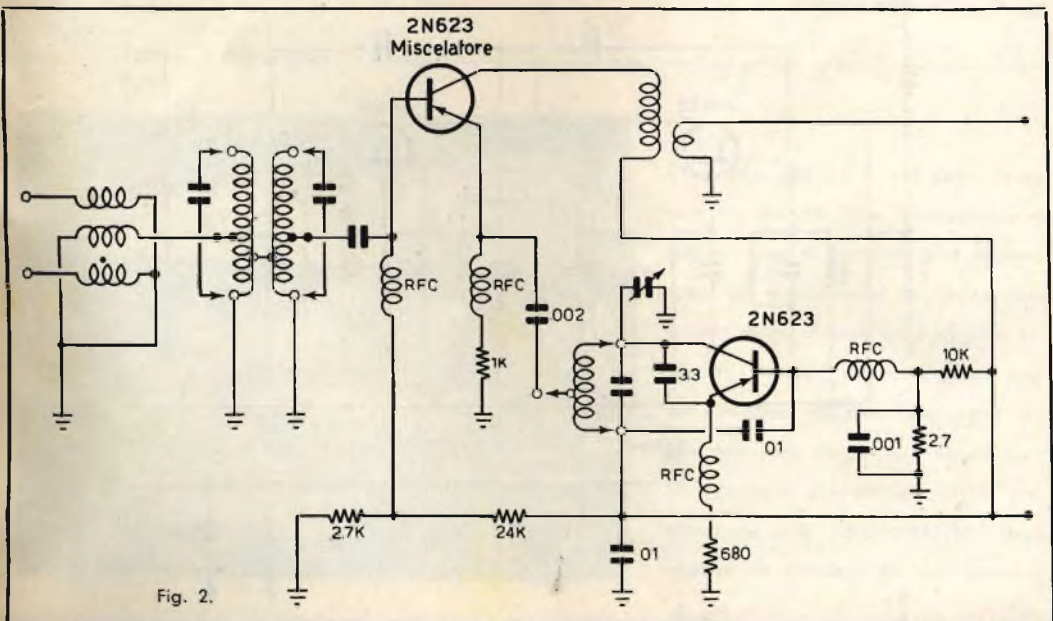 2N623
Miscelatore
RFC
RFC
1K
.002
3.3
2N623
RFC
10K
.001
2.7
01
RFC
680
2.7K
24K
01
Fig. 2.